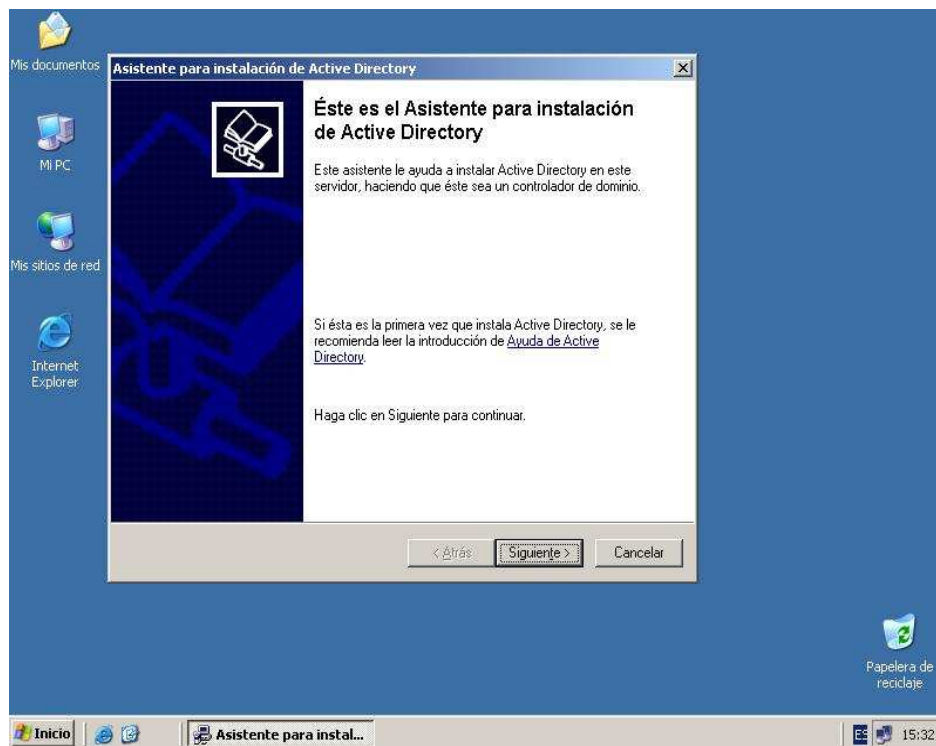 Mis documentos
Mi PC
Mis sitios de red
Internet
Explorer
Asistente para instalación de Active Directory
Éste es el Asistente para instalación
de Active Directory
Este asistente le ayuda a instalar Active Directory en este
servidor, haciendo que éste sea un controlador de dominio.
Si ésta es la primera vez que instala Active Directory, se le
recomienda leer la introducción de Ayuda de Active
Directory.
Haga clic en Siguiente para continuar.
< Atrás
Siguiente >
Cancelar
Papelera de
reciclaje
Inicio
Asistente para instal...
ES
15:32